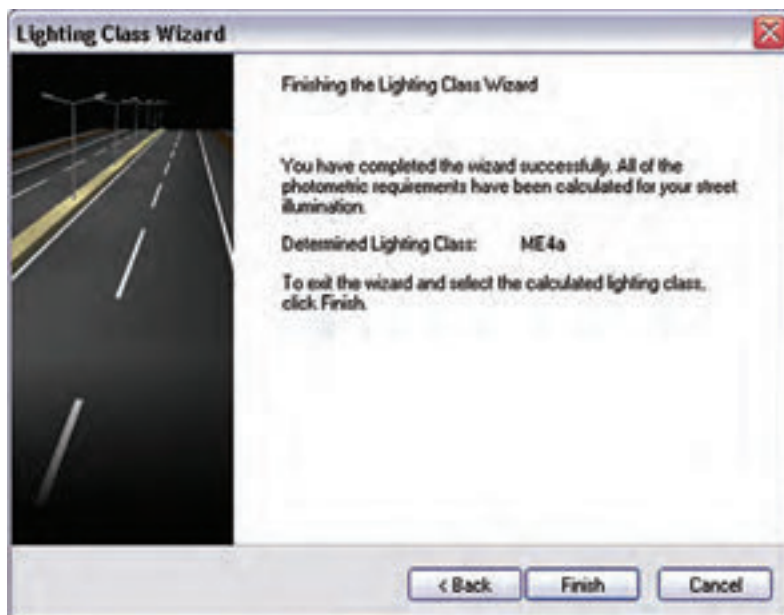 Lighting Class Wizard
Finishing the Lighting Class Wizard
You have completed the wizard successfully. All of the
photometric requirements have been calculated for your street
illumination.
Determined Lighting Class: ME4a
To exit the wizard and select the calculated lighting class,
click Finish.
< Back Finish Cancel